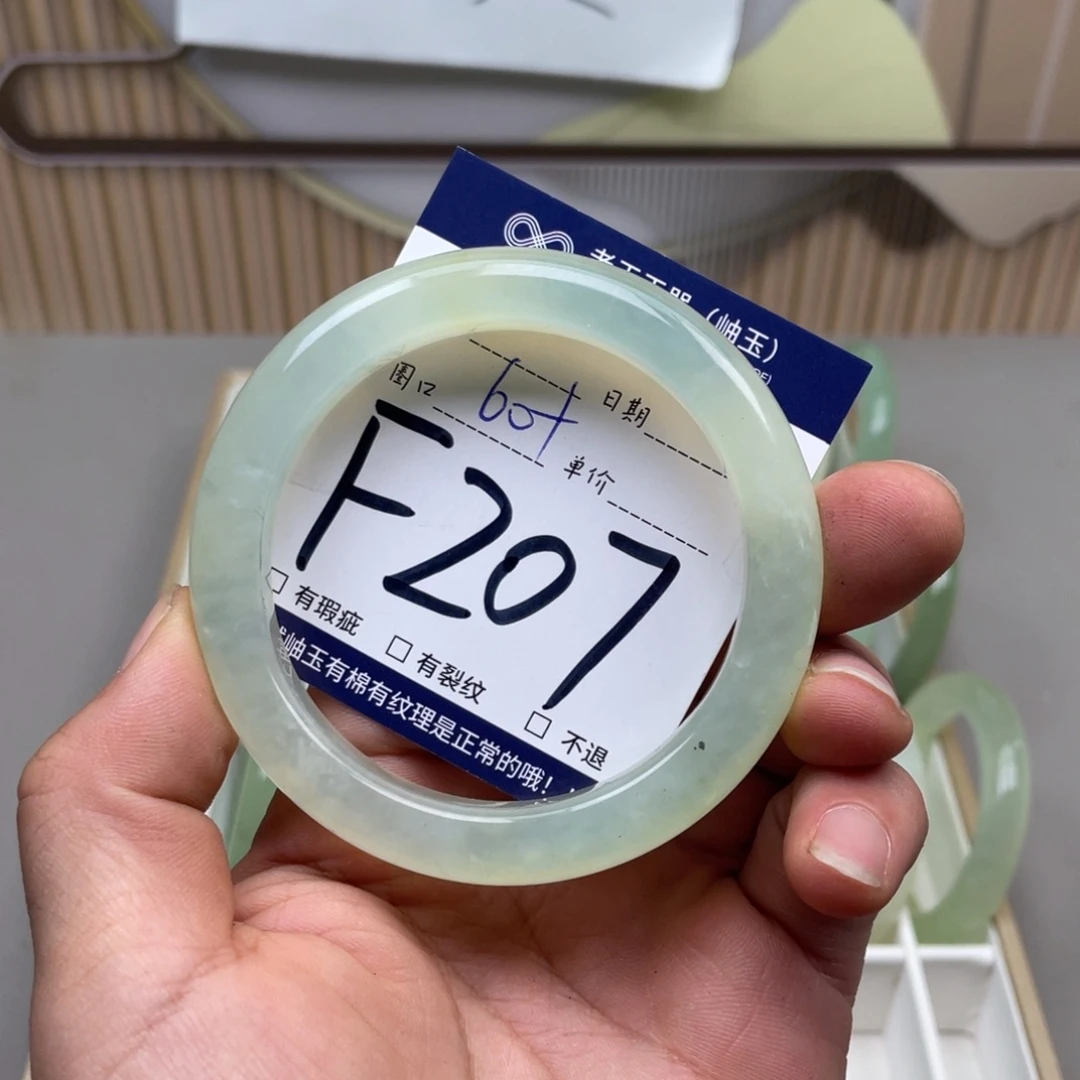 (岫玉)
圈口 60+ 日期
单价
F207
有瑕疵
有裂纹
不退
岫玉有棉有纹理是正常的哦!